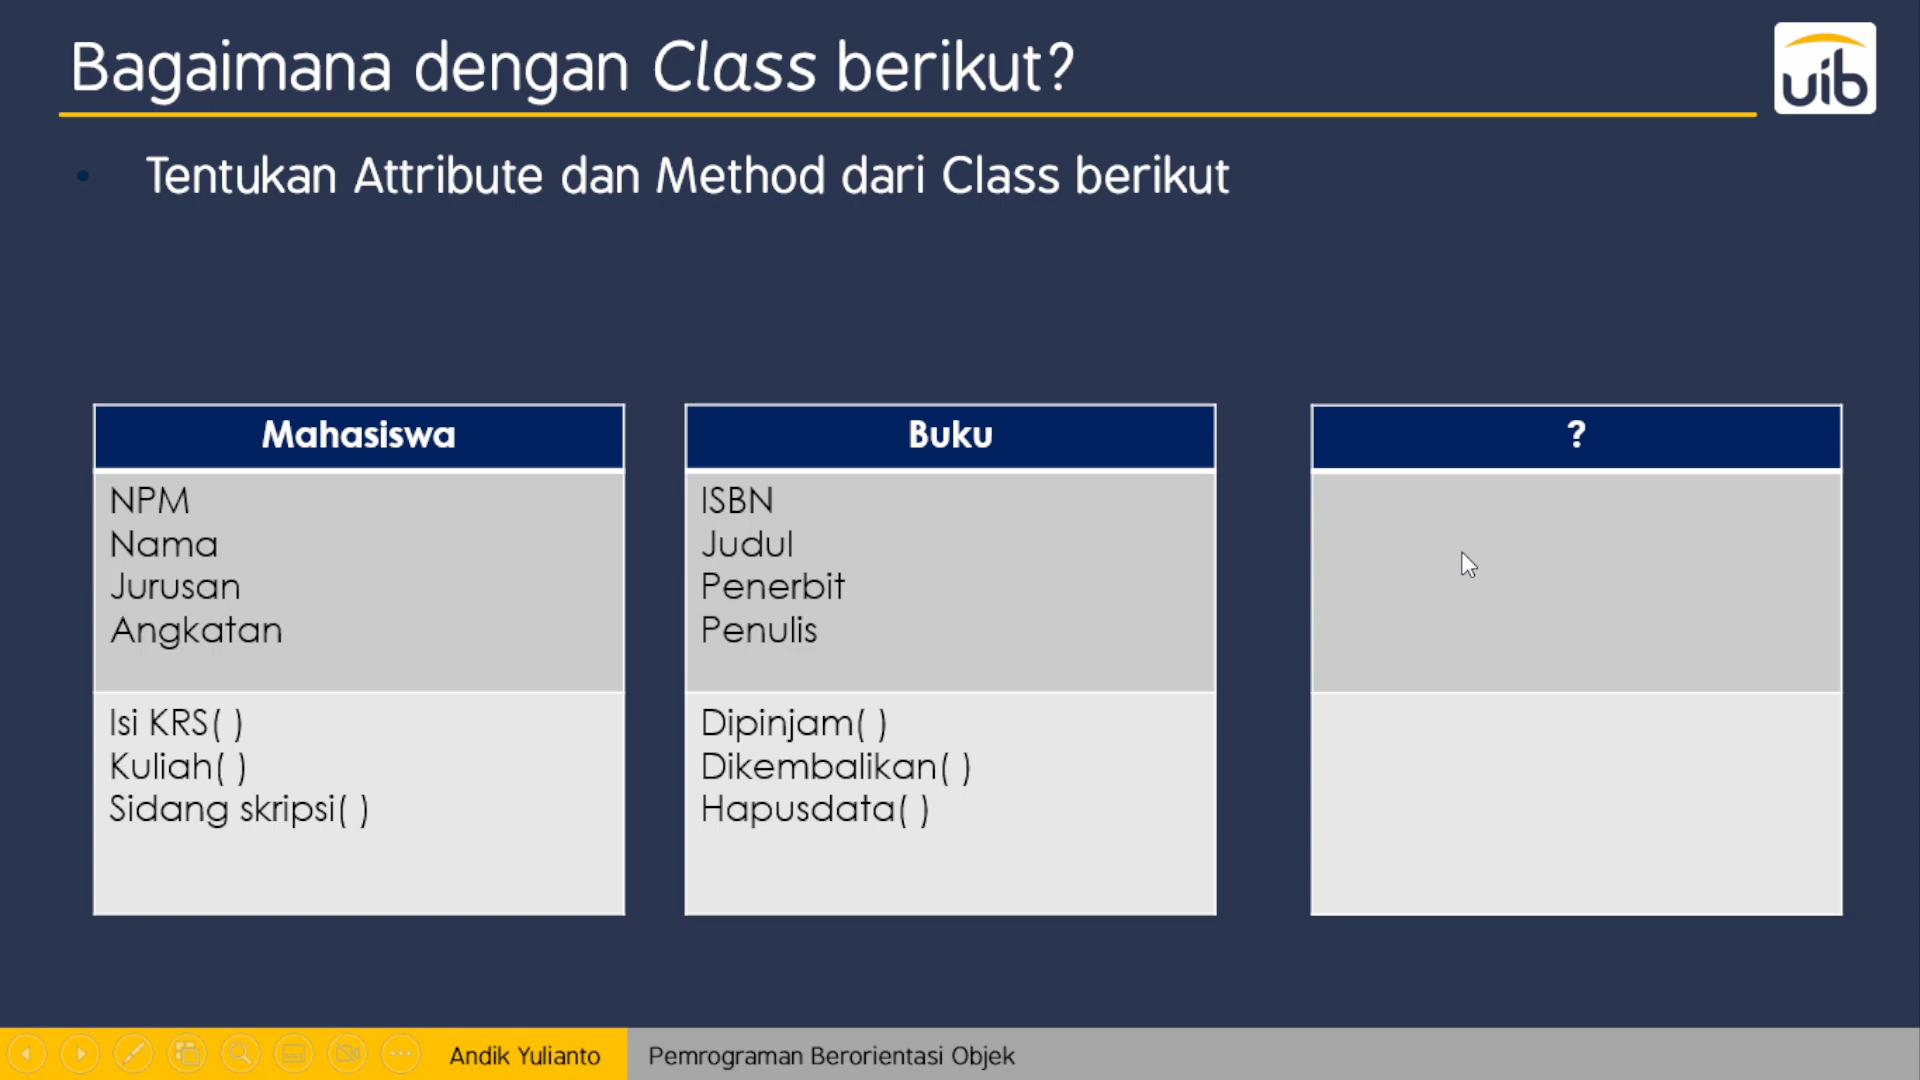 Bagaimana dengan Class berikut?
uib
• Tentukan Attribute dan Method dari Class berikut
Mahasiswa
NPM
Nama
Jurusan
Angkatan
Isi KRS( )
Kuliah( )
Sidang skripsi( )
Buku
ISBN
Judul
Penerbit
Penulis
Dipinjam( )
Dikembalikan( )
Hapusdata( )
?
Andik Yulianto
Pemrograman Berorientasi Objek